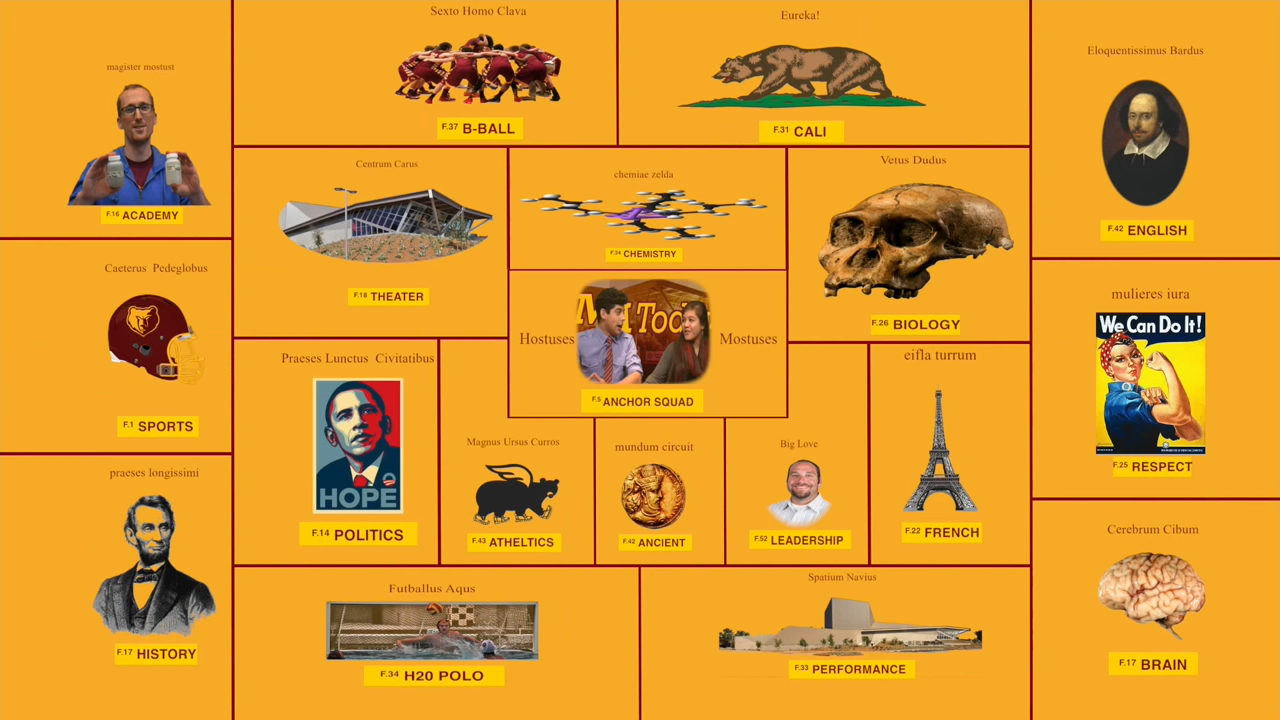 magister mostust
F.16 ACADEMY
Caeterus Pedeglobus
F.1 SPORTS
praeses longissimi
F.17 HISTORY
Sexto Homo Clava
F.37 B-BALL
Eureka!
F.31 CALI
Centrum Carus
F.18 THEATER
chemiae zelda
F.34 CHEMISTRY
Vetus Dudus
F.26 BIOLOGY
Hostuses
Mostuses
F.5 ANCHOR SQUAD
Praeses Lunctus Civitatibus
HOPE
F.14 POLITICS
Magnus Ursus Curros
F.43 ATHELTICS
mundum circuit
F.42 ANCIENT
Big Love
F.52 LEADERSHIP
eifla turrum
F.22 FRENCH
Futballus Aqus
F.34 H20 POLO
Spatium Navius
F.33 PERFORMANCE
Eloquentissimus Bardus
F.42 ENGLISH
mulieres iura
We Can Do It!
F.25 RESPECT
Cerebrum Cibum
F.17 BRAIN